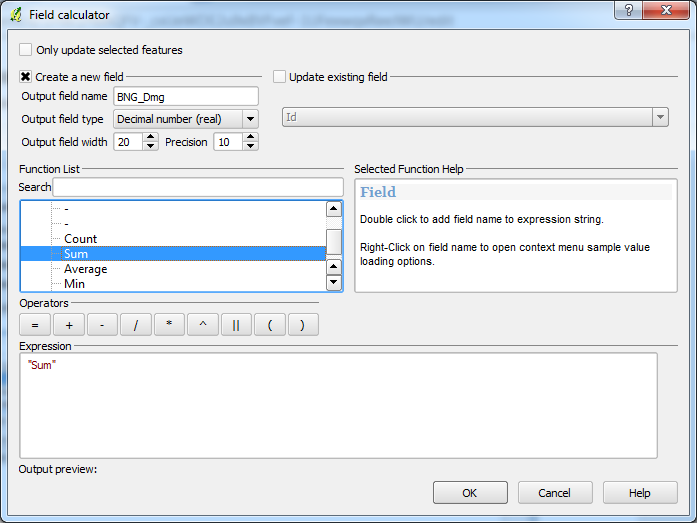 Field calculator
Only update selected features
Create a new field
Update existing field
Output field name BNG_Dmg
Output field type Decimal number (real)
Id
Output field width 20 Precision 10
Function List
Selected Function Help
Search
Field
-
-
Count
Sum
Average
Min
Double click to add field name to expression string.
Right-Click on field name to open context menu sample value
loading options.
Operators
= + - / * ^ || ( )
Expression
"Sum"
Output preview:
OK Cancel Help